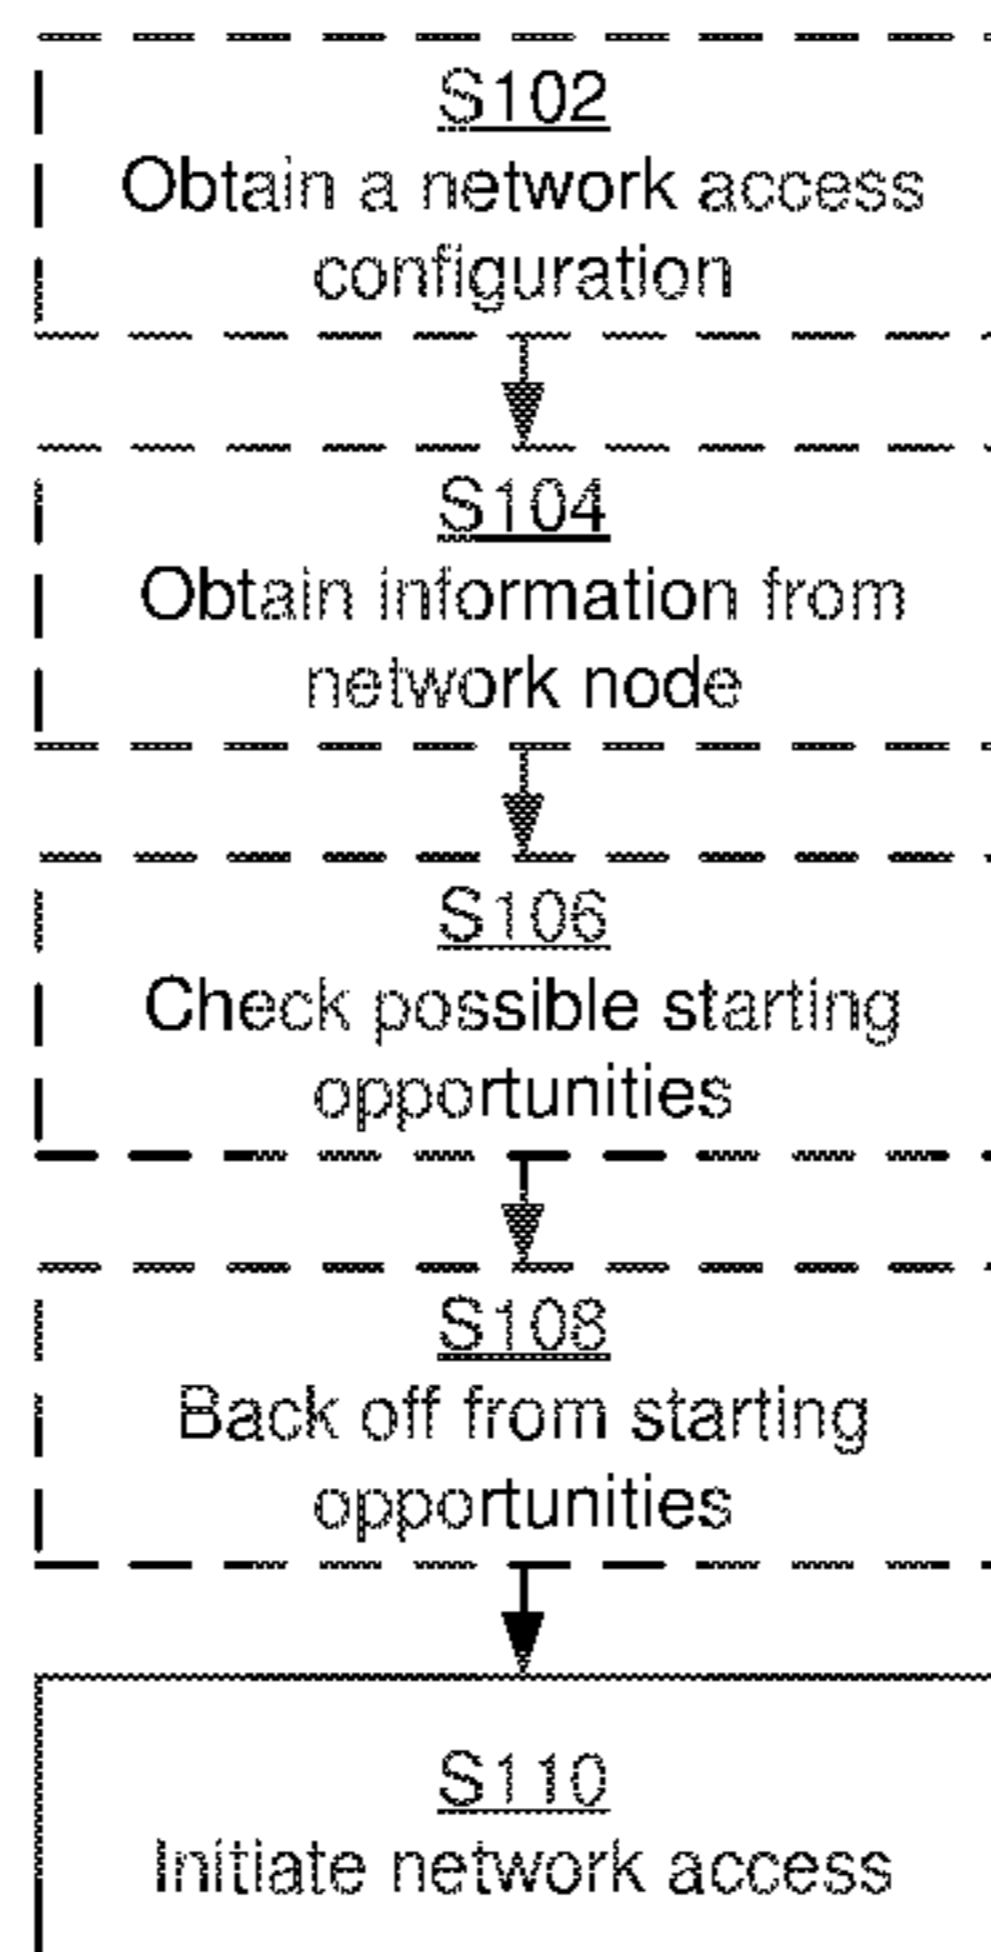 S102
Obtain a network access
configuration
S104
Obtain information from
network node
S106
Check possible starting
opportunities
S108
Back off from starting
opportunities
S110
Initiate network access